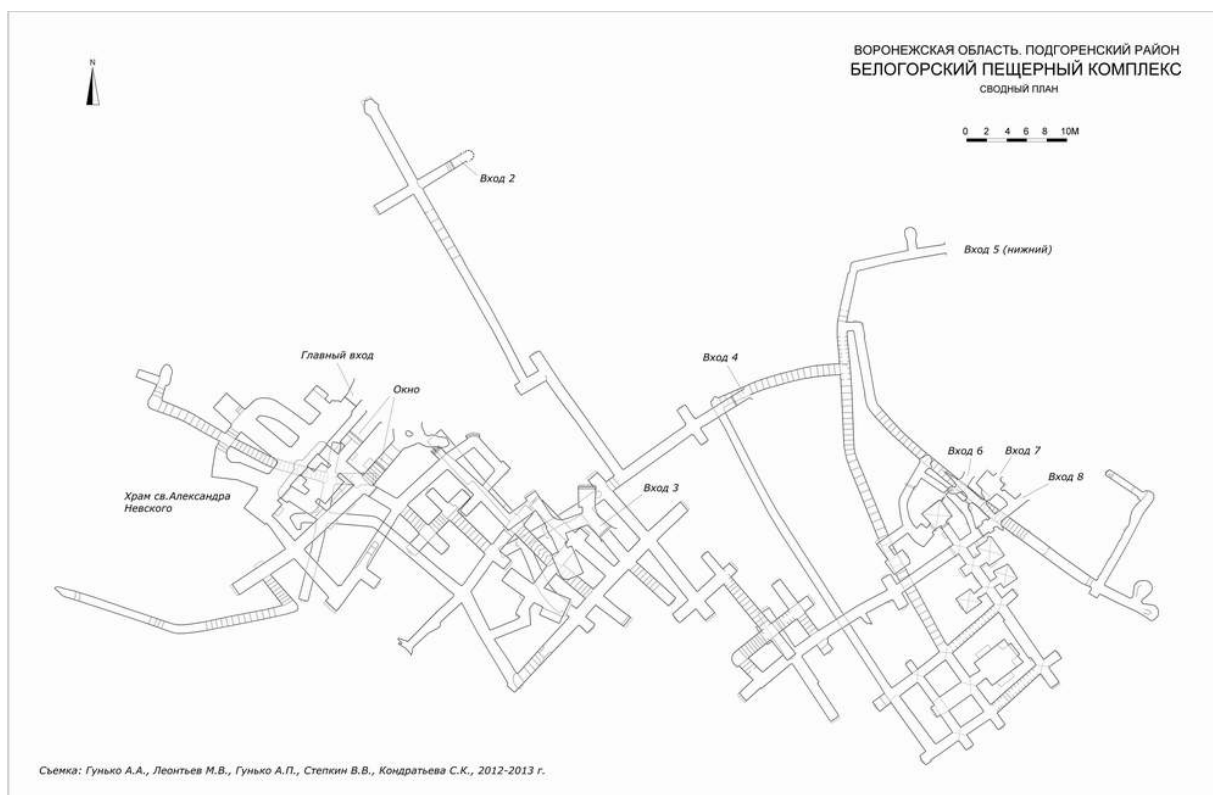 N
ВОРОНЕЖСКАЯ ОБЛАСТЬ. ПОДГОРЕНСКИЙ РАЙОН
БЕЛОГОРСКИЙ ПЕЩЕРНЫЙ КОМПЛЕКС
СВОДНЫЙ ПЛАН
0 2 4 6 8 10М
Вход 2
Вход 5 (нижний)
Главный вход
Вход 4
Окно
Вход 6
Вход 7
Вход 8
Вход 3
Храм св.Александра
Невского
Съемка: Гунько А.А., Леонтьев М.В., Гунько А.П., Степкин В.В., Кондратьева С.К., 2012-2013 г.